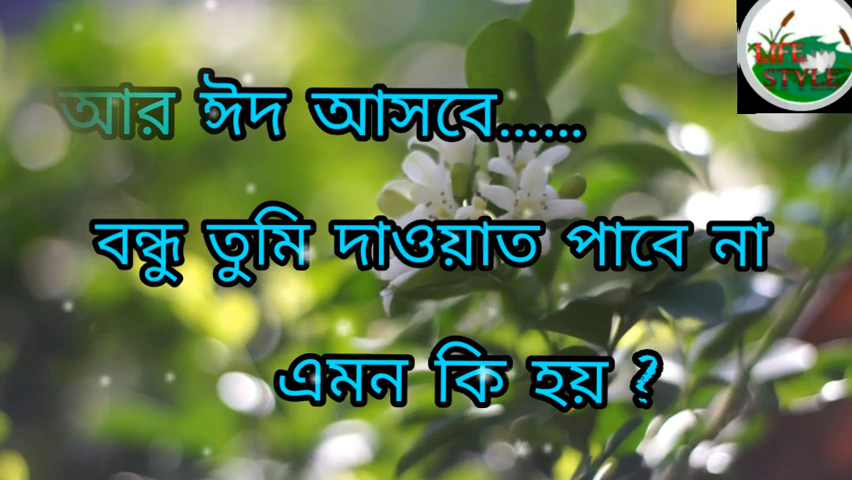 LIFE
STYLE
আর ঈদ আসবে......
বন্ধু তুমি দাওয়াত পাবে না
এমন কি হয় ?